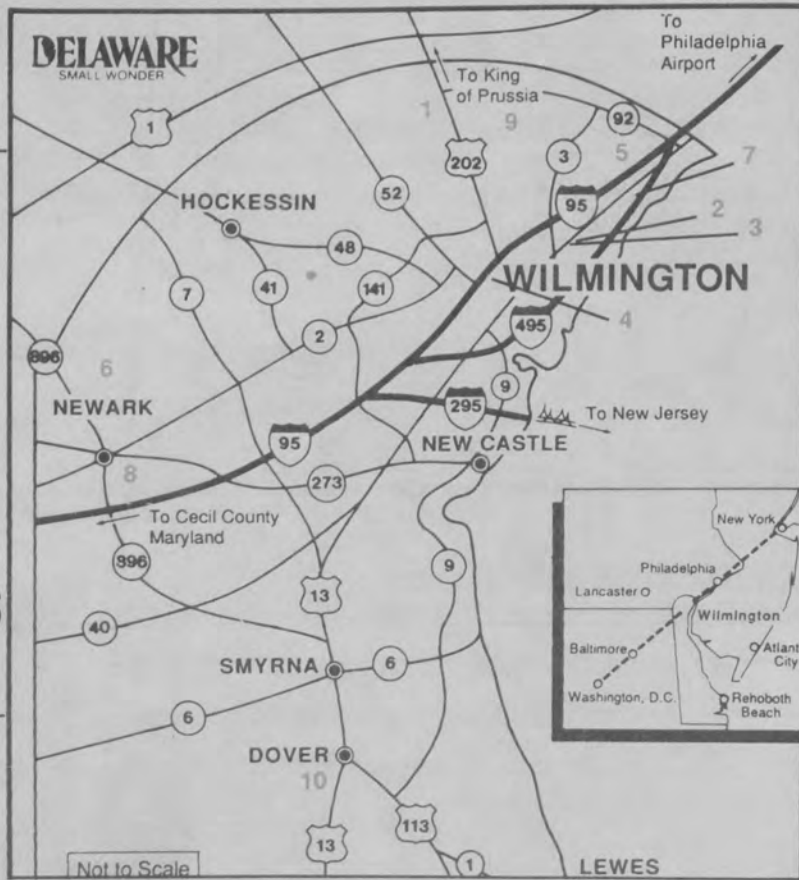 DELAWARE
SMALL WONDER
To
Philadelphia
Airport
To King
of Prussia
1
9
92
1
202
3
5
7
52
95
2
HOCKESSIN
3
48
WILMINGTON
7
41
141
4
495
2
896
6
9
NEWARK
295
To New Jersey
95
NEW CASTLE
8
273
To Cecil County
Maryland
New York
896
9
Philadelphia
Lancaster
13
Wilmington
40
Baltimore
Atlant
City
SMYRNA
6
Washington, D.C.
Rehoboth
Beach
6
DOVER
10
113
13
1
Not to Scale
LEWES